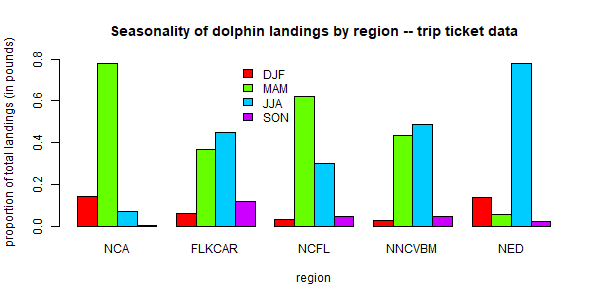 Seasonality of dolphin landings by region -- trip ticket data
proportion of total landings (in pounds)
0.8
0.6
0.4
0.2
0.0
DJF
MAM
JJA
SON
NCA FLKCAR NCFL NNCVBM NED
region